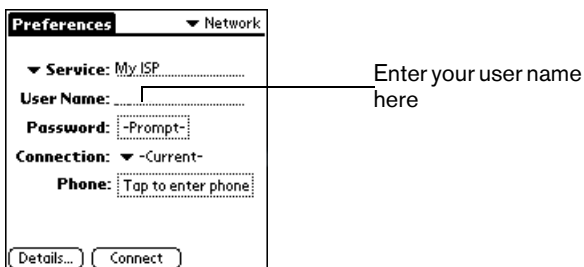 Preferences ▼ Network
▼ Service: My ISP
User Name:
Enter your user name
here
Password: -Prompt-
Connection: ▼ -Current-
Phone: Tap to enter phone
Details... Connect